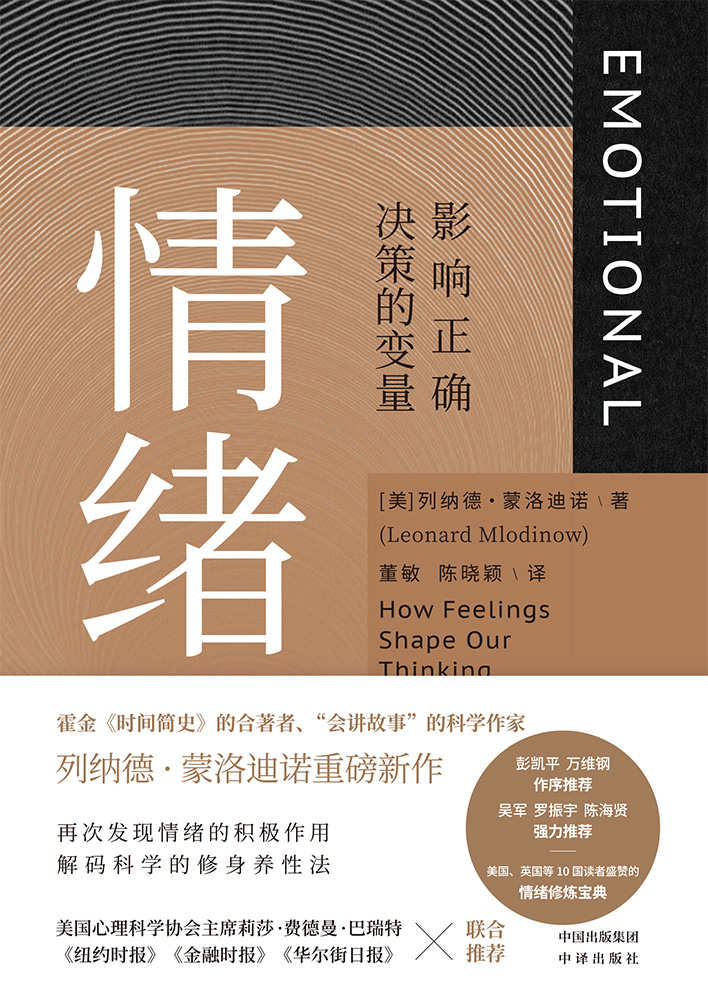 EMOTIONAL
情绪
影响正确
决策的变量
[美]列纳德·蒙洛迪诺\著
(Leonard Mlodinow)
董敏 陈晓颖\译
How Feelings
Shape Our
Thinking
霍金《时间简史》的合著者、“会讲故事”的科学作家
列纳德·蒙洛迪诺重磅新作
再次发现情绪的积极作用
解码科学的修身养性法
彭凯平 万维钢
作序推荐
吴军 罗振宇 陈海贤
强力推荐
美国、英国等10国读者盛赞的
情绪修炼宝典
美国心理科学协会主席莉莎·费德曼·巴瑞特
《纽约时报》《金融时报》《华尔街日报》
联合
推荐
中国出版集团
中译出版社